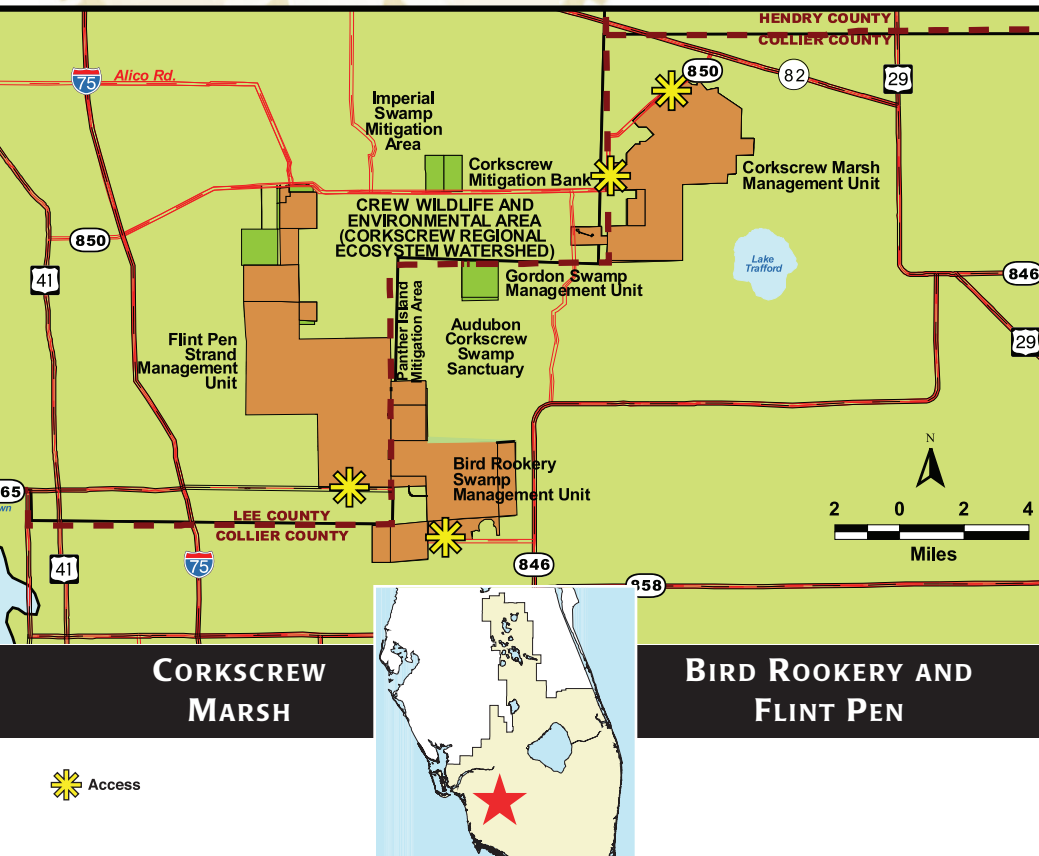 HENDRY COUNTY
COLLIER COUNTY
75
Alico Rd.
850
82
29
Imperial
Swamp
Mitigation
Area
Corkscrew
Mitigation Bank
Corkscrew Marsh
Management Unit
CREW WILDLIFE AND
ENVIRONMENTAL AREA
(CORKSCREW REGIONAL
ECOSYSTEM WATERSHED)
850
41
Lake
Trafford
846
Gordon Swamp
Management Unit
Panther Island
Mitigation Area
Audubon
Corkscrew
Swamp
Sanctuary
29
Flint Pen
Strand
Management
Unit
Bird Rookery
Swamp
Management Unit
N
2 0 2 4
Miles
65
wn
LEE COUNTY
COLLIER COUNTY
41
75
846
858
CORKSCREW
MARSH
BIRD ROOKERY AND
FLINT PEN
Access